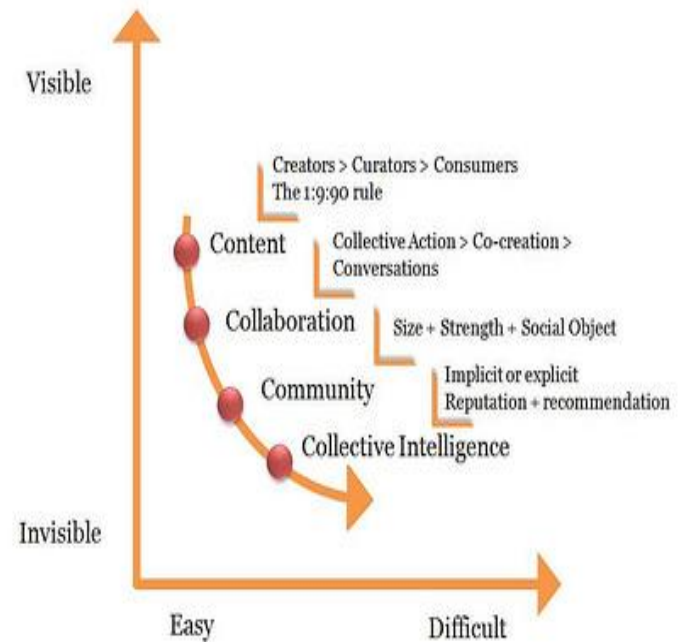 Visible
Creators > Curators > Consumers
The 1:9:90 rule
Content
Collective Action > Co-creation >
Conversations
Collaboration
Size + Strength + Social Object
Community
Implicit or explicit
Reputation + recommendation
Collective Intelligence
Invisible
Easy
Difficult